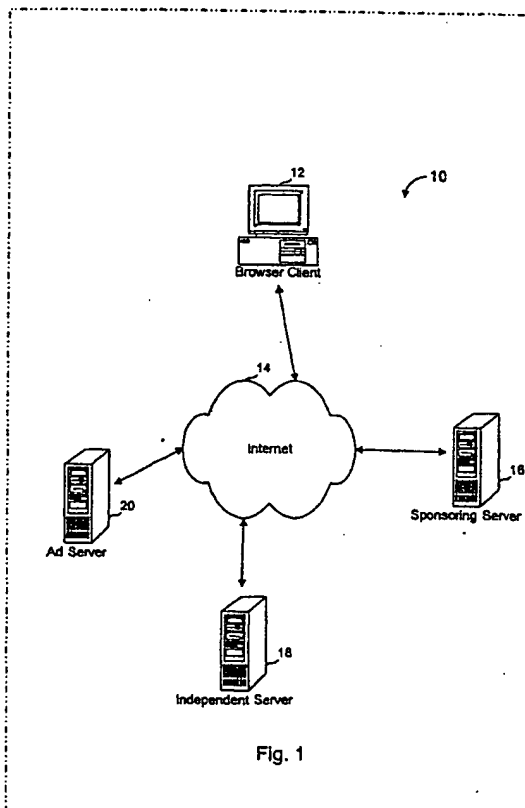 12
10
Browser Client
14
Internet
16
Sponsoring Server
20
Ad Server
18
Independent Server
Fig. 1